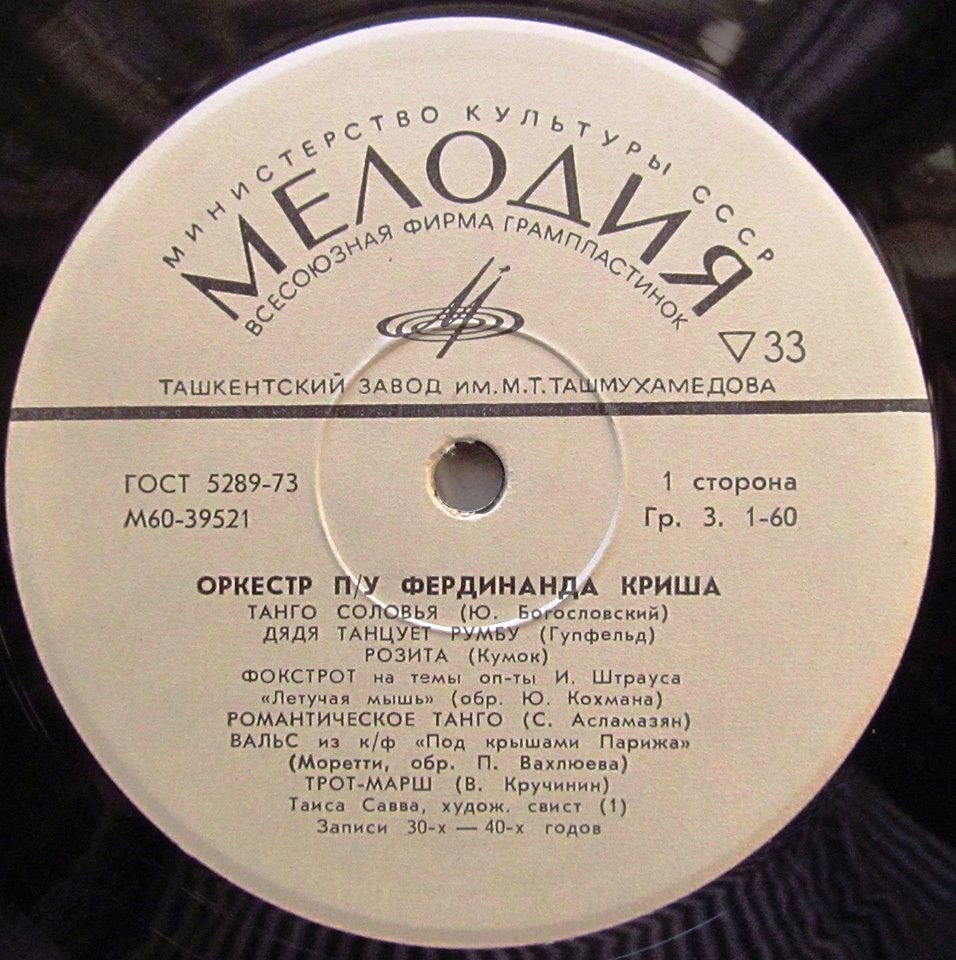 МИНИСТЕРСТВО КУЛЬТУРЫ СССР
МЕЛОДИЯ
ВСЕСОЮЗНАЯ ФИРМА ГРАМПЛАСТИНОК
33
ТАШКЕНТСКИЙ ЗАВОД ИМ. М.Т. ТАШМУХАМЕДОВА
ГОСТ 5289-73
1 сторона
М60-39521
Гр. 3. 1-60
ОРКЕСТР П/У ФЕРДИНАНДА КРИША
ТАНГО СОЛОВЬЯ (Ю. Богословский)
ДЯДЯ ТАНЦУЕТ РУМБУ (Гупфельд)
РОЗИТА (Кумок)
ФОКСТРОТ на темы оп-ты И. Штрауса
«Летучая мышь» (обр. Ю. Кохмана)
РОМАНТИЧЕСКОЕ ТАНГО (С. Асламазян)
ВАЛЬС из к/ф «Под крышами Парижа»
(Моретти, обр. П. Вахлюева)
ТРОТ-МАРШ (В. Кручинин)
Таиса Савва, худож. свист (1)
Записи 30-х — 40-х годов